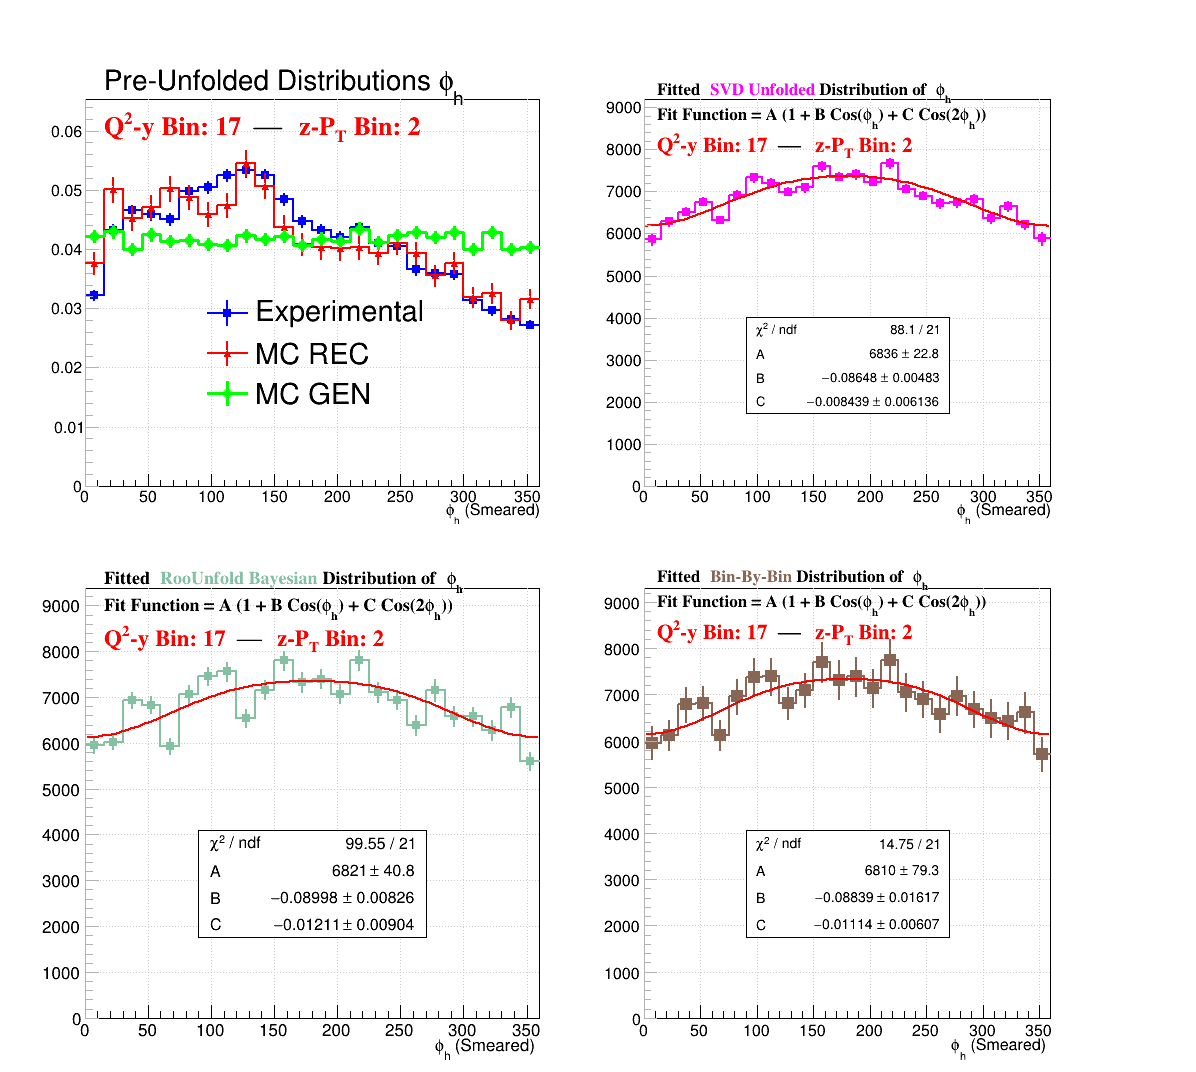 Pre-Unfolded Distributions ϕh
Q²-y Bin: 17 — z-PT Bin: 2
0.06
0.05
0.04
0.03
0.02
0.01
0
Experimental
MC REC
MC GEN
0 50 100 150 200 250 300 350
ϕh (Smeared)
Fitted SVD Unfolded Distribution of ϕh
Fit Function = A (1 + B Cos(ϕh) + C Cos(2ϕh))
Q²-y Bin: 17 — z-PT Bin: 2
9000
8000
7000
6000
5000
4000
3000
2000
1000
0
χ² / ndf 88.1 / 21
A 6836 ± 22.8
B −0.08648 ± 0.00483
C −0.008439 ± 0.006136
0 50 100 150 200 250 300 350
ϕh (Smeared)
Fitted RooUnfold Bayesian Distribution of ϕh
Fit Function = A (1 + B Cos(ϕh) + C Cos(2ϕh))
Q²-y Bin: 17 — z-PT Bin: 2
9000
8000
7000
6000
5000
4000
3000
2000
1000
0
χ² / ndf 99.55 / 21
A 6821 ± 40.8
B −0.08998 ± 0.00826
C −0.01211 ± 0.00904
0 50 100 150 200 250 300 350
ϕh (Smeared)
Fitted Bin-By-Bin Distribution of ϕh
Fit Function = A (1 + B Cos(ϕh) + C Cos(2ϕh))
Q²-y Bin: 17 — z-PT Bin: 2
9000
8000
7000
6000
5000
4000
3000
2000
1000
0
χ² / ndf 14.75 / 21
A 6810 ± 79.3
B −0.08839 ± 0.01617
C −0.01114 ± 0.00607
0 50 100 150 200 250 300 350
ϕh (Smeared)